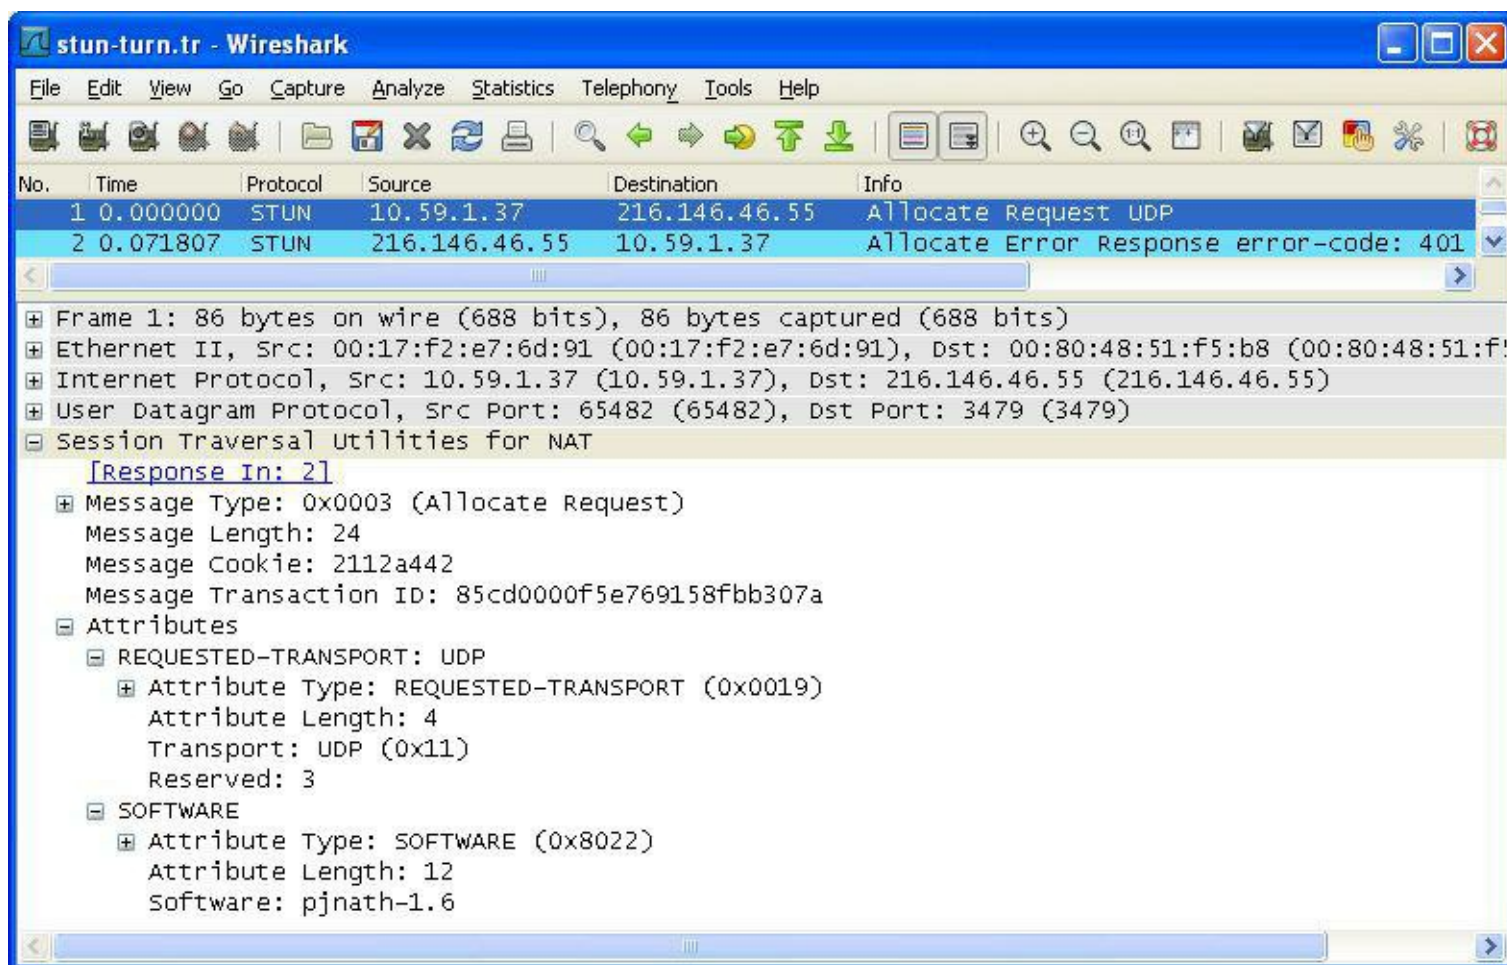 stun-turn.tr - Wireshark
File Edit View Go Capture Analyze Statistics Telephony Tools Help
No. Time Protocol Source Destination Info
1 0.000000 STUN 10.59.1.37 216.146.46.55 Allocate Request UDP
2 0.071807 STUN 216.146.46.55 10.59.1.37 Allocate Error Response error-code: 401
Frame 1: 86 bytes on wire (688 bits), 86 bytes captured (688 bits)
Ethernet II, Src: 00:17:f2:e7:6d:91 (00:17:f2:e7:6d:91), Dst: 00:80:48:51:f5:b8 (00:80:48:51:f5
Internet Protocol, Src: 10.59.1.37 (10.59.1.37), Dst: 216.146.46.55 (216.146.46.55)
User Datagram Protocol, Src Port: 65482 (65482), Dst Port: 3479 (3479)
Session Traversal Utilities for NAT
[Response In: 2]
Message Type: 0x0003 (Allocate Request)
Message Length: 24
Message Cookie: 2112a442
Message Transaction ID: 85cd0000f5e769158fbb307a
Attributes
REQUESTED-TRANSPORT: UDP
Attribute Type: REQUESTED-TRANSPORT (0x0019)
Attribute Length: 4
Transport: UDP (0x11)
Reserved: 3
SOFTWARE
Attribute Type: SOFTWARE (0x8022)
Attribute Length: 12
Software: pjnath-1.6